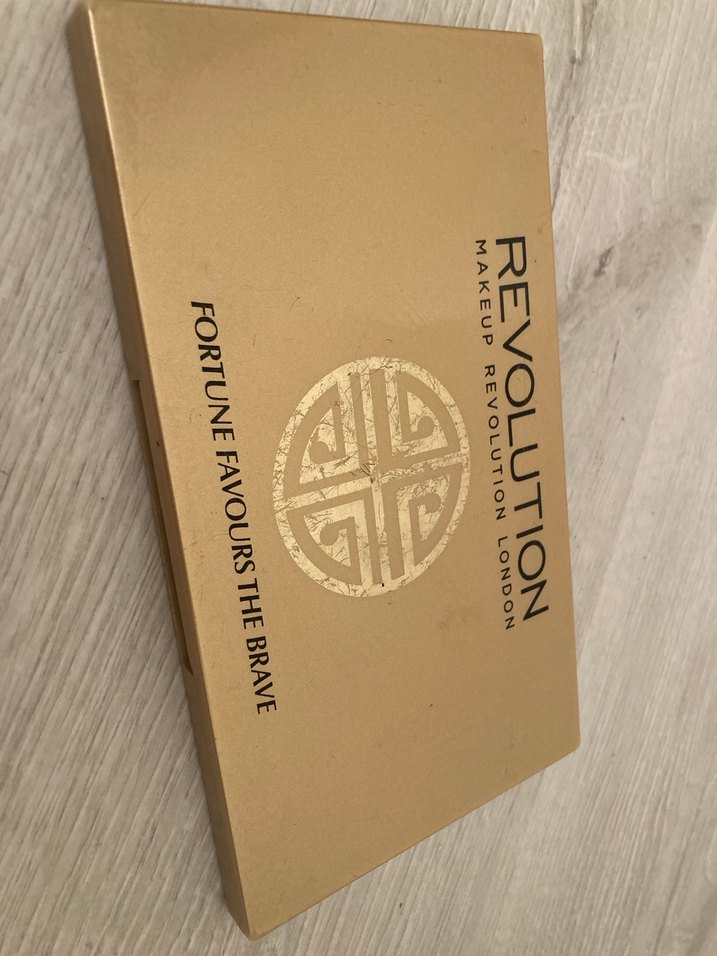 REVOLUTION
MAKEUP REVOLUTION LONDON
FORTUNE FAVOURS THE BRAVE